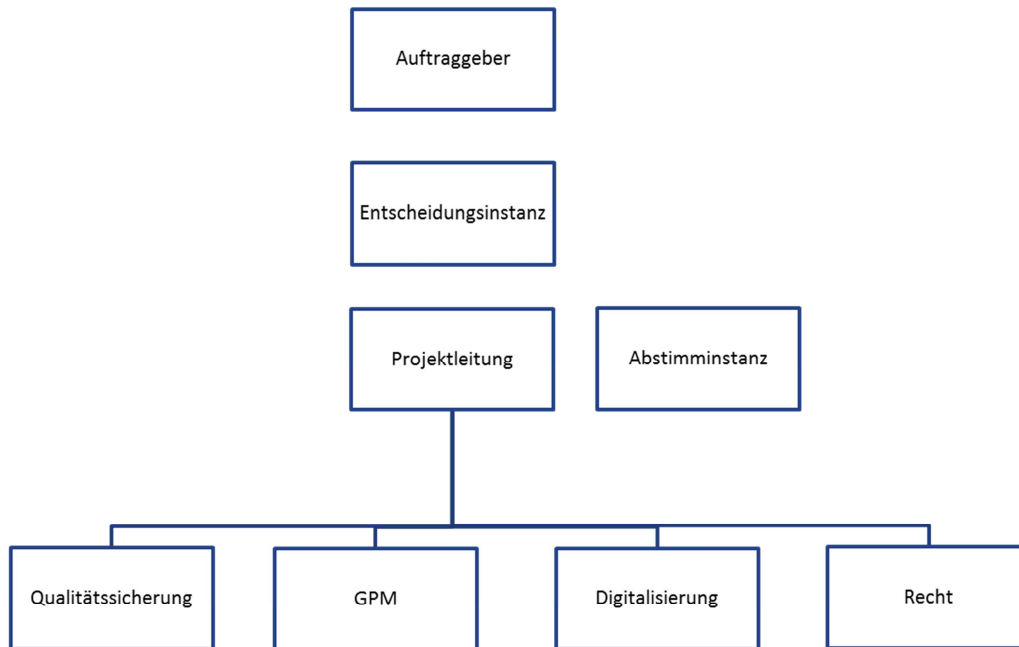 Auftraggeber
Entscheidungsinstanz
Projektleitung
Abstimminstanz
Qualitätssicherung
GPM
Digitalisierung
Recht